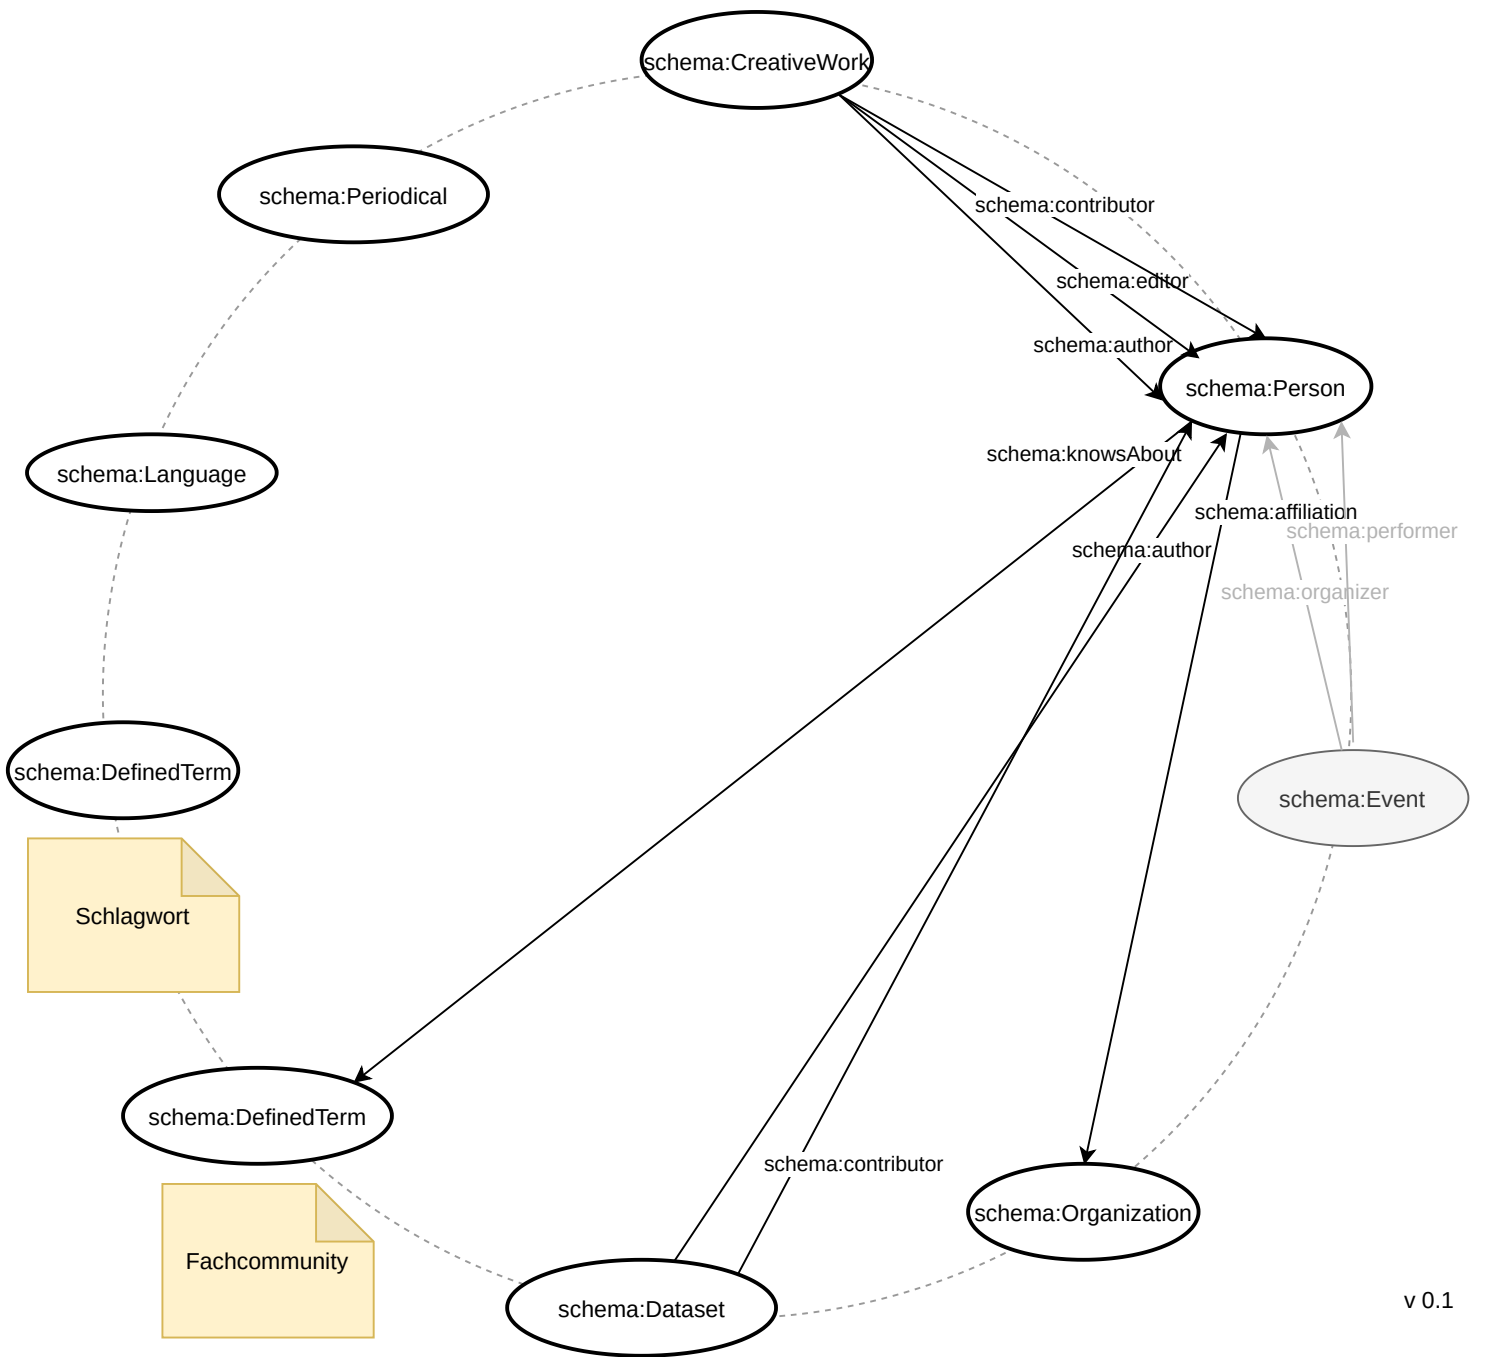 schema:CreativeWork
schema:Periodical
schema:contributor
schema:editor
schema:author
schema:Person
schema:knowsAbout
schema:Language
schema:affiliation
schema:performer
schema:author
schema:organizer
schema:DefinedTerm
schema:Event
Schlagwort
schema:DefinedTerm
schema:contributor
schema:Organization
Fachcommunity
schema:Dataset
v 0.1